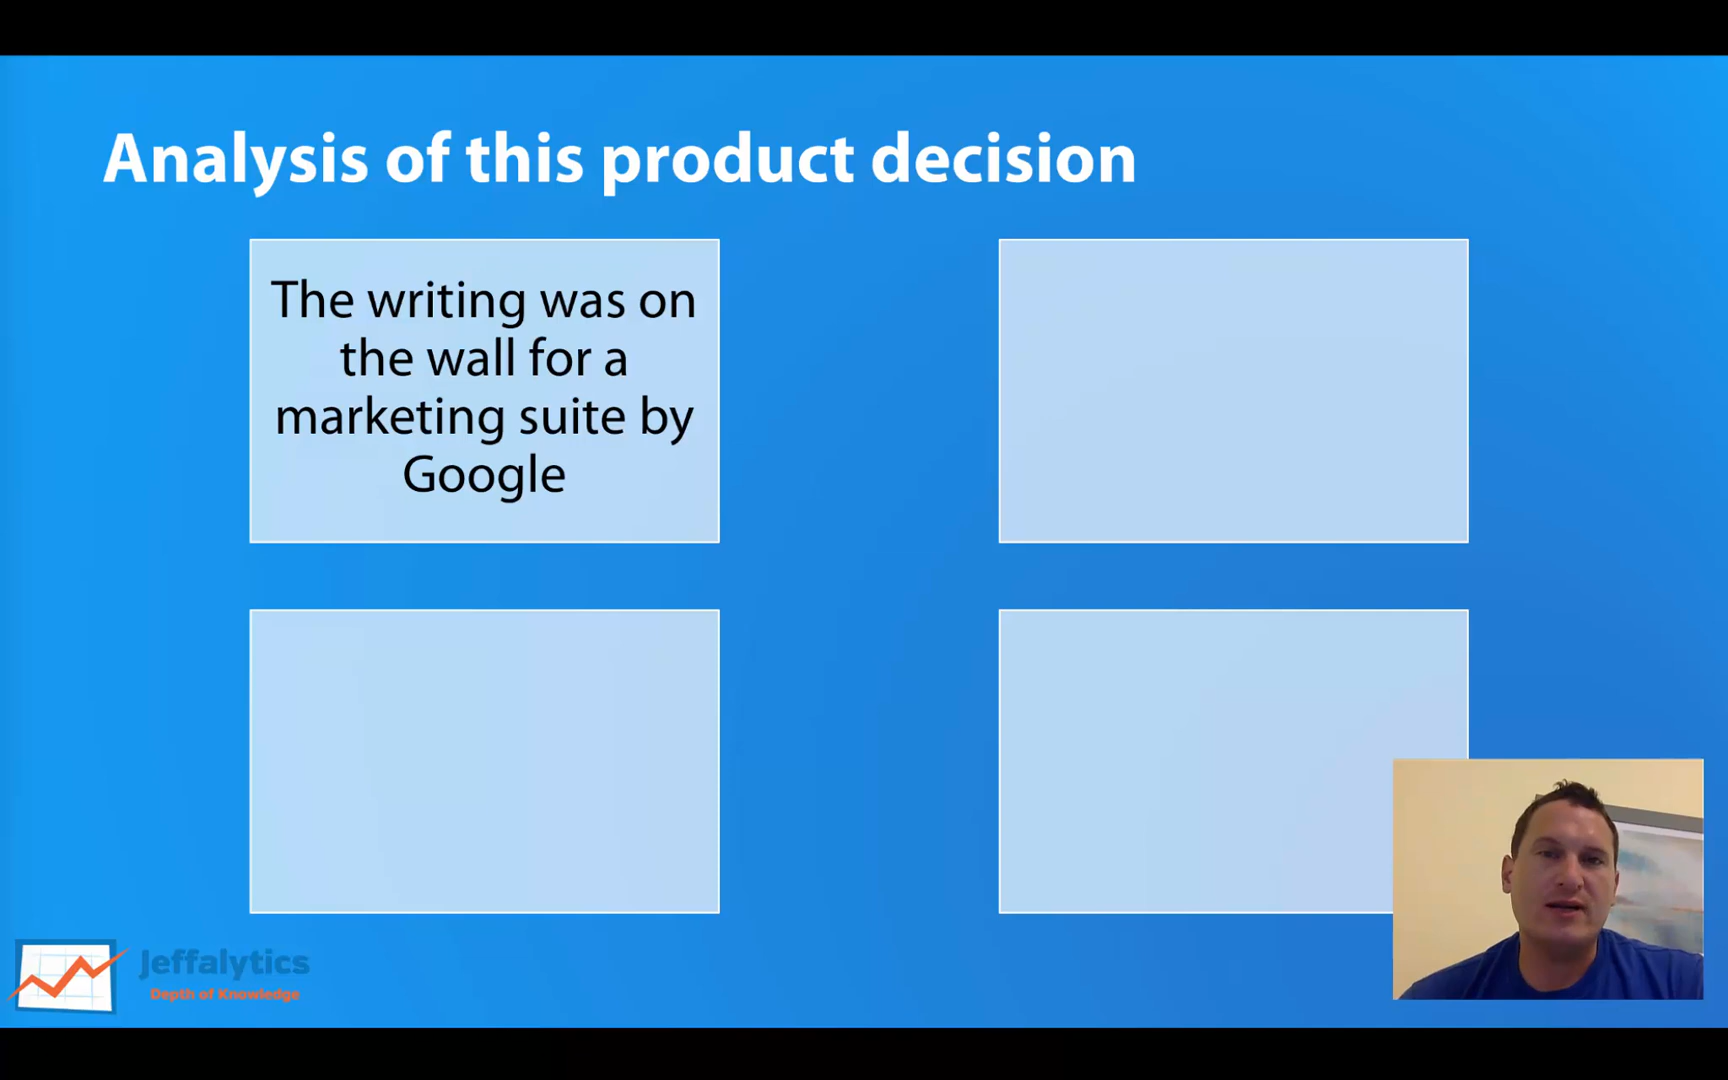 Analysis of this product decision
The writing was on
the wall for a
marketing suite by
Google
Jeffalytics
Depth of Knowledge